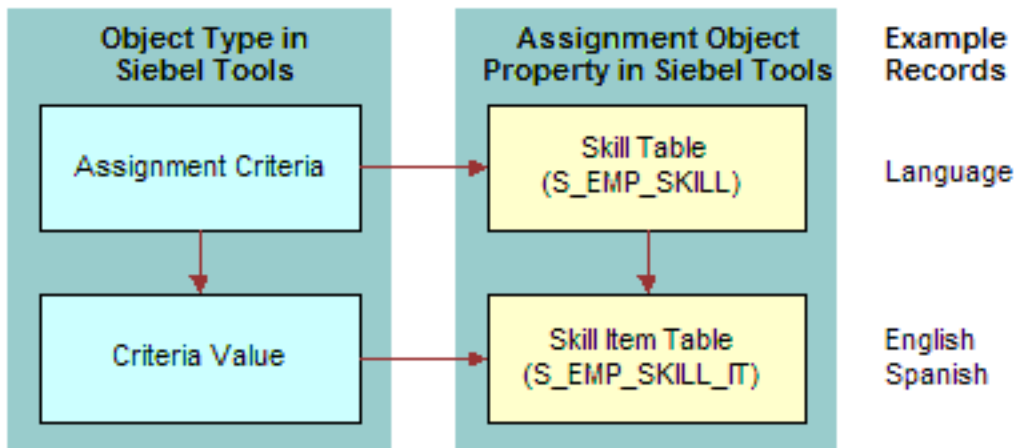 Object Type in
Siebel Tools
Assignment Object
Property in Siebel Tools
Example
Records
Assignment Criteria
Skill Table
(S_EMP_SKILL)
Language
Criteria Value
Skill Item Table
(S_EMP_SKILL_IT)
English
Spanish